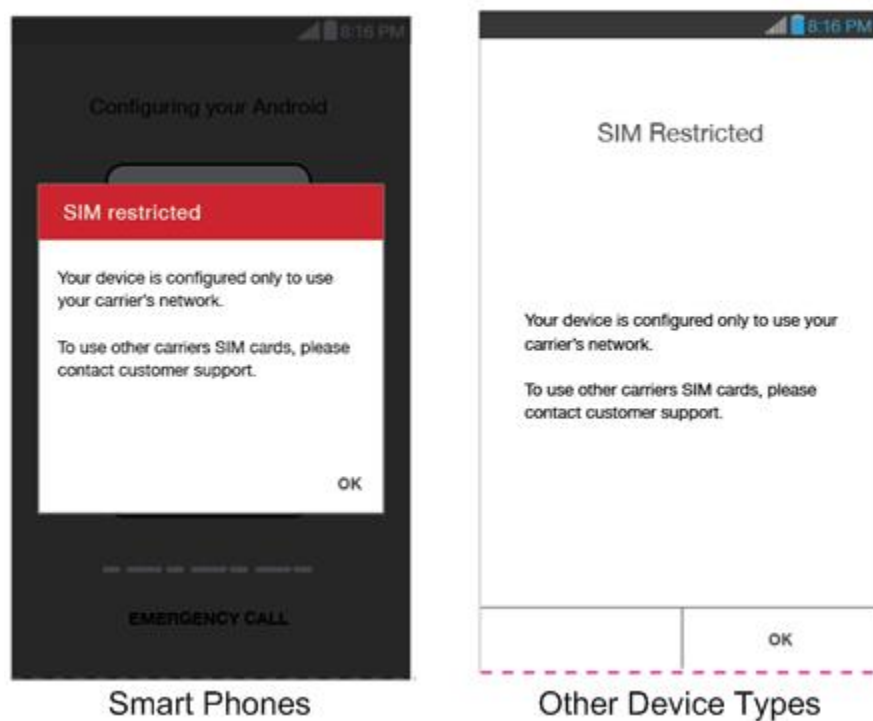 8:16 PM
Configuring your Android
SIM restricted
Your device is configured only to use
your carrier's network.
To use other carriers SIM cards, please
contact customer support.
OK
EMERGENCY CALL
Smart Phones
8:16 PM
SIM Restricted
Your device is configured only to use your
carrier's network.
To use other carriers SIM cards, please
contact customer support.
OK
Other Device Types